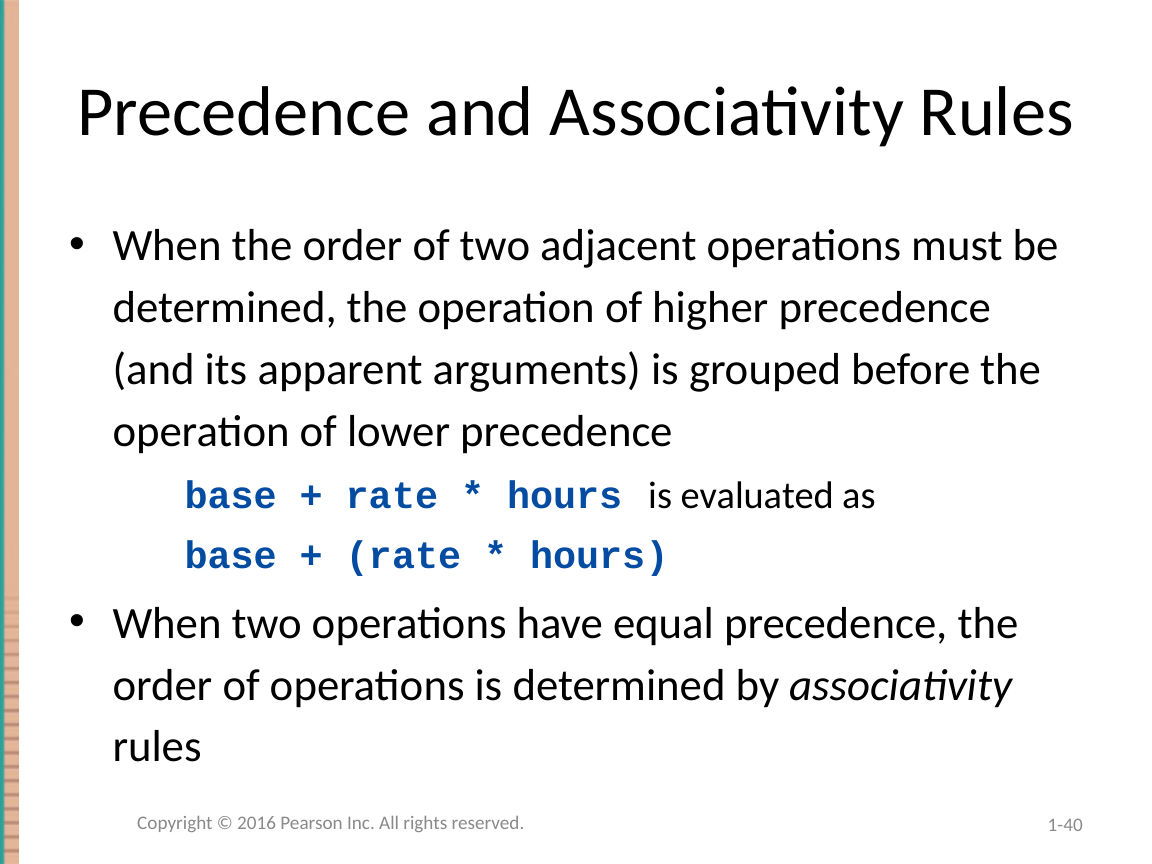 Precedence and Associativity Rules
• When the order of two adjacent operations must be
determined, the operation of higher precedence
(and its apparent arguments) is grouped before the
operation of lower precedence
base + rate * hours is evaluated as
base + (rate * hours)
• When two operations have equal precedence, the
order of operations is determined by associativity
rules
Copyright © 2016 Pearson Inc. All rights reserved.
1-40